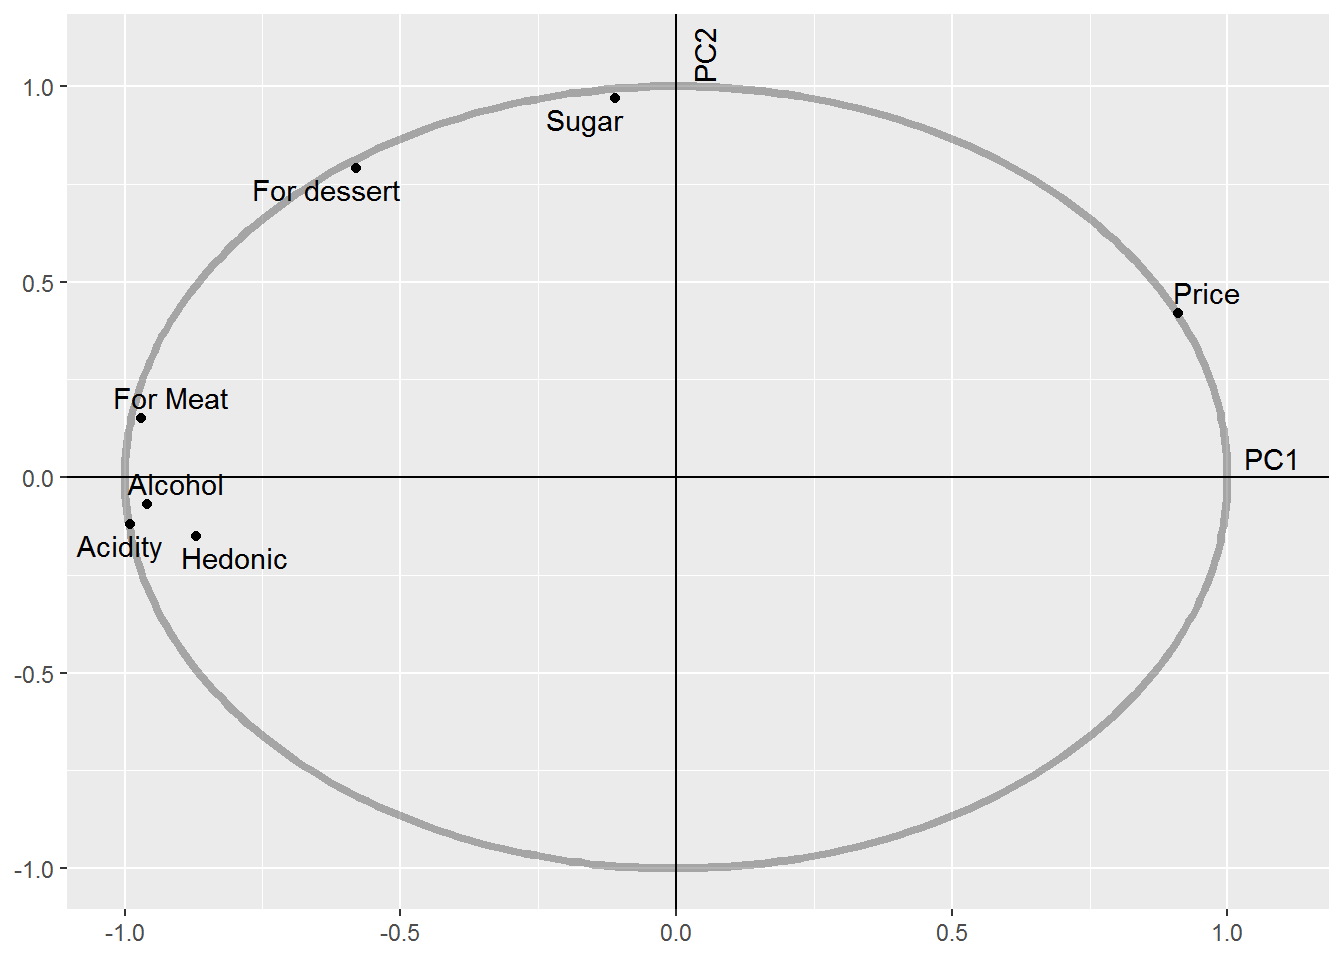 PC2
1.0
Sugar
For dessert
0.5
Price
For Meat
PC1
0.0
Alcohol
Acidity
Hedonic
-0.5
-1.0
-1.0
-0.5
0.0
0.5
1.0